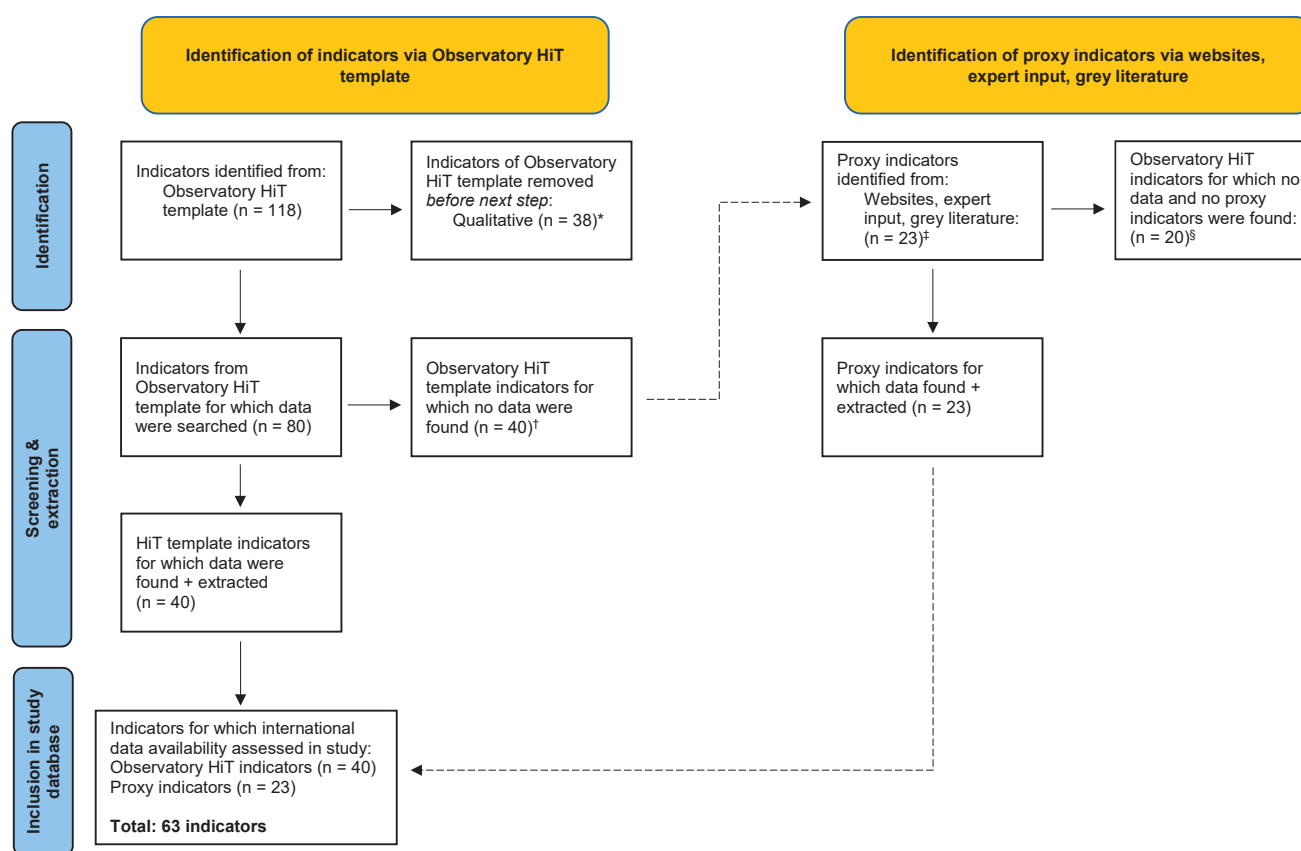 Identification of indicators via Observatory HiT
template
Identification of proxy indicators via websites,
expert input, grey literature
Identification
Indicators identified from:
Observatory HiT
template (n = 118)
Indicators of Observatory
HiT template removed
before next step:
Qualitative (n = 38)*
Proxy indicators
identified from:
Websites, expert
input, grey literature:
(n = 23)‡
Observatory HiT
indicators for which no
data and no proxy
indicators were found:
(n = 20)§
Screening &
extraction
Indicators from
Observatory HiT
template for which data
were searched (n = 80)
Observatory HiT
template indicators for
which no data were
found (n = 40)†
Proxy indicators for
which data found +
extracted (n = 23)
HiT template indicators
for which data were
found + extracted
(n = 40)
Inclusion in study
database
Indicators for which international
data availability assessed in study:
Observatory HiT indicators (n = 40)
Proxy indicators (n = 23)
Total: 63 indicators